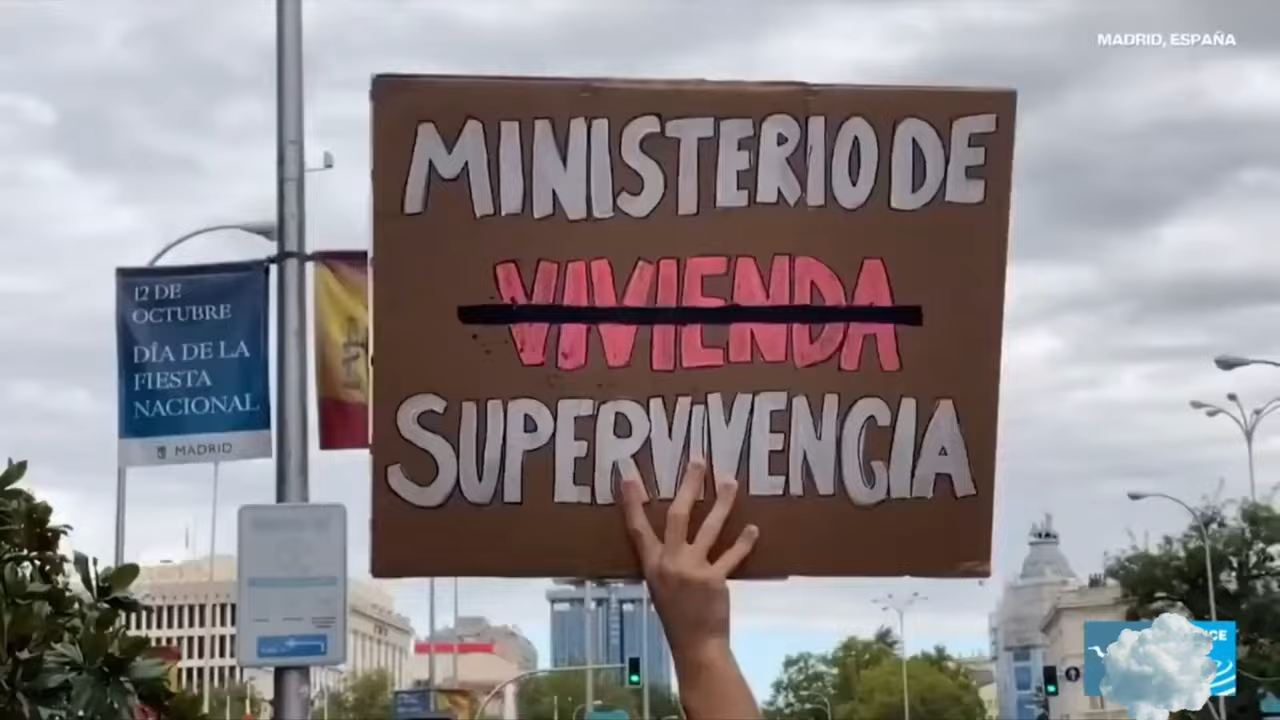 MADRID, ESPAÑA
MINISTERIO DE
VIVIENDA
SUPERVIVENCIA
12 DE
OCTUBRE
DÍA DE LA
FIESTA
NACIONAL
MADRID